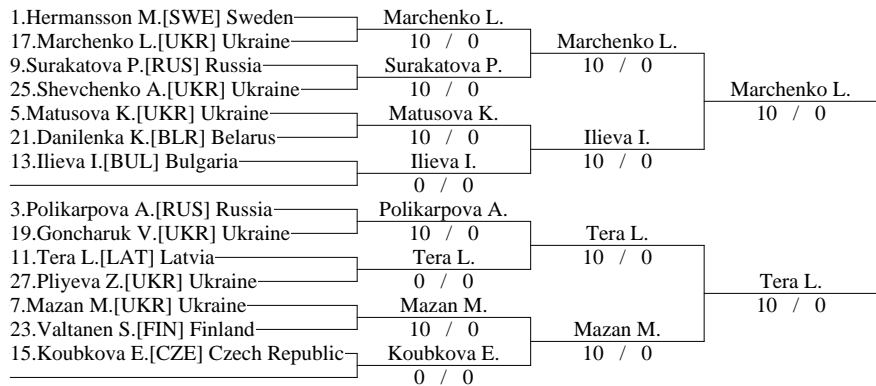 1.Hermansson M.[SWE] Sweden
17.Marchenko L.[UKR] Ukraine
9.Surakatova P.[RUS] Russia
25.Shevchenko A.[UKR] Ukraine
5.Matusova K.[UKR] Ukraine
21.Danilenka K.[BLR] Belarus
13.Ilieva I.[BUL] Bulgaria
3.Polikarpova A.[RUS] Russia
19.Goncharuk V.[UKR] Ukraine
11.Tera L.[LAT] Latvia
27.Pliyeva Z.[UKR] Ukraine
7.Mazan M.[UKR] Ukraine
23.Valtanen S.[FIN] Finland
15.Koubkova E.[CZE] Czech Republic
Marchenko L.
10 / 0
Surakatova P.
10 / 0
Matusova K.
10 / 0
Ilieva I.
0 / 0
Polikarpova A.
10 / 0
Tera L.
0 / 0
Mazan M.
10 / 0
Koubkova E.
0 / 0
Marchenko L.
10 / 0
Ilieva I.
10 / 0
Tera L.
10 / 0
Mazan M.
10 / 0
Marchenko L.
10 / 0
Tera L.
10 / 0